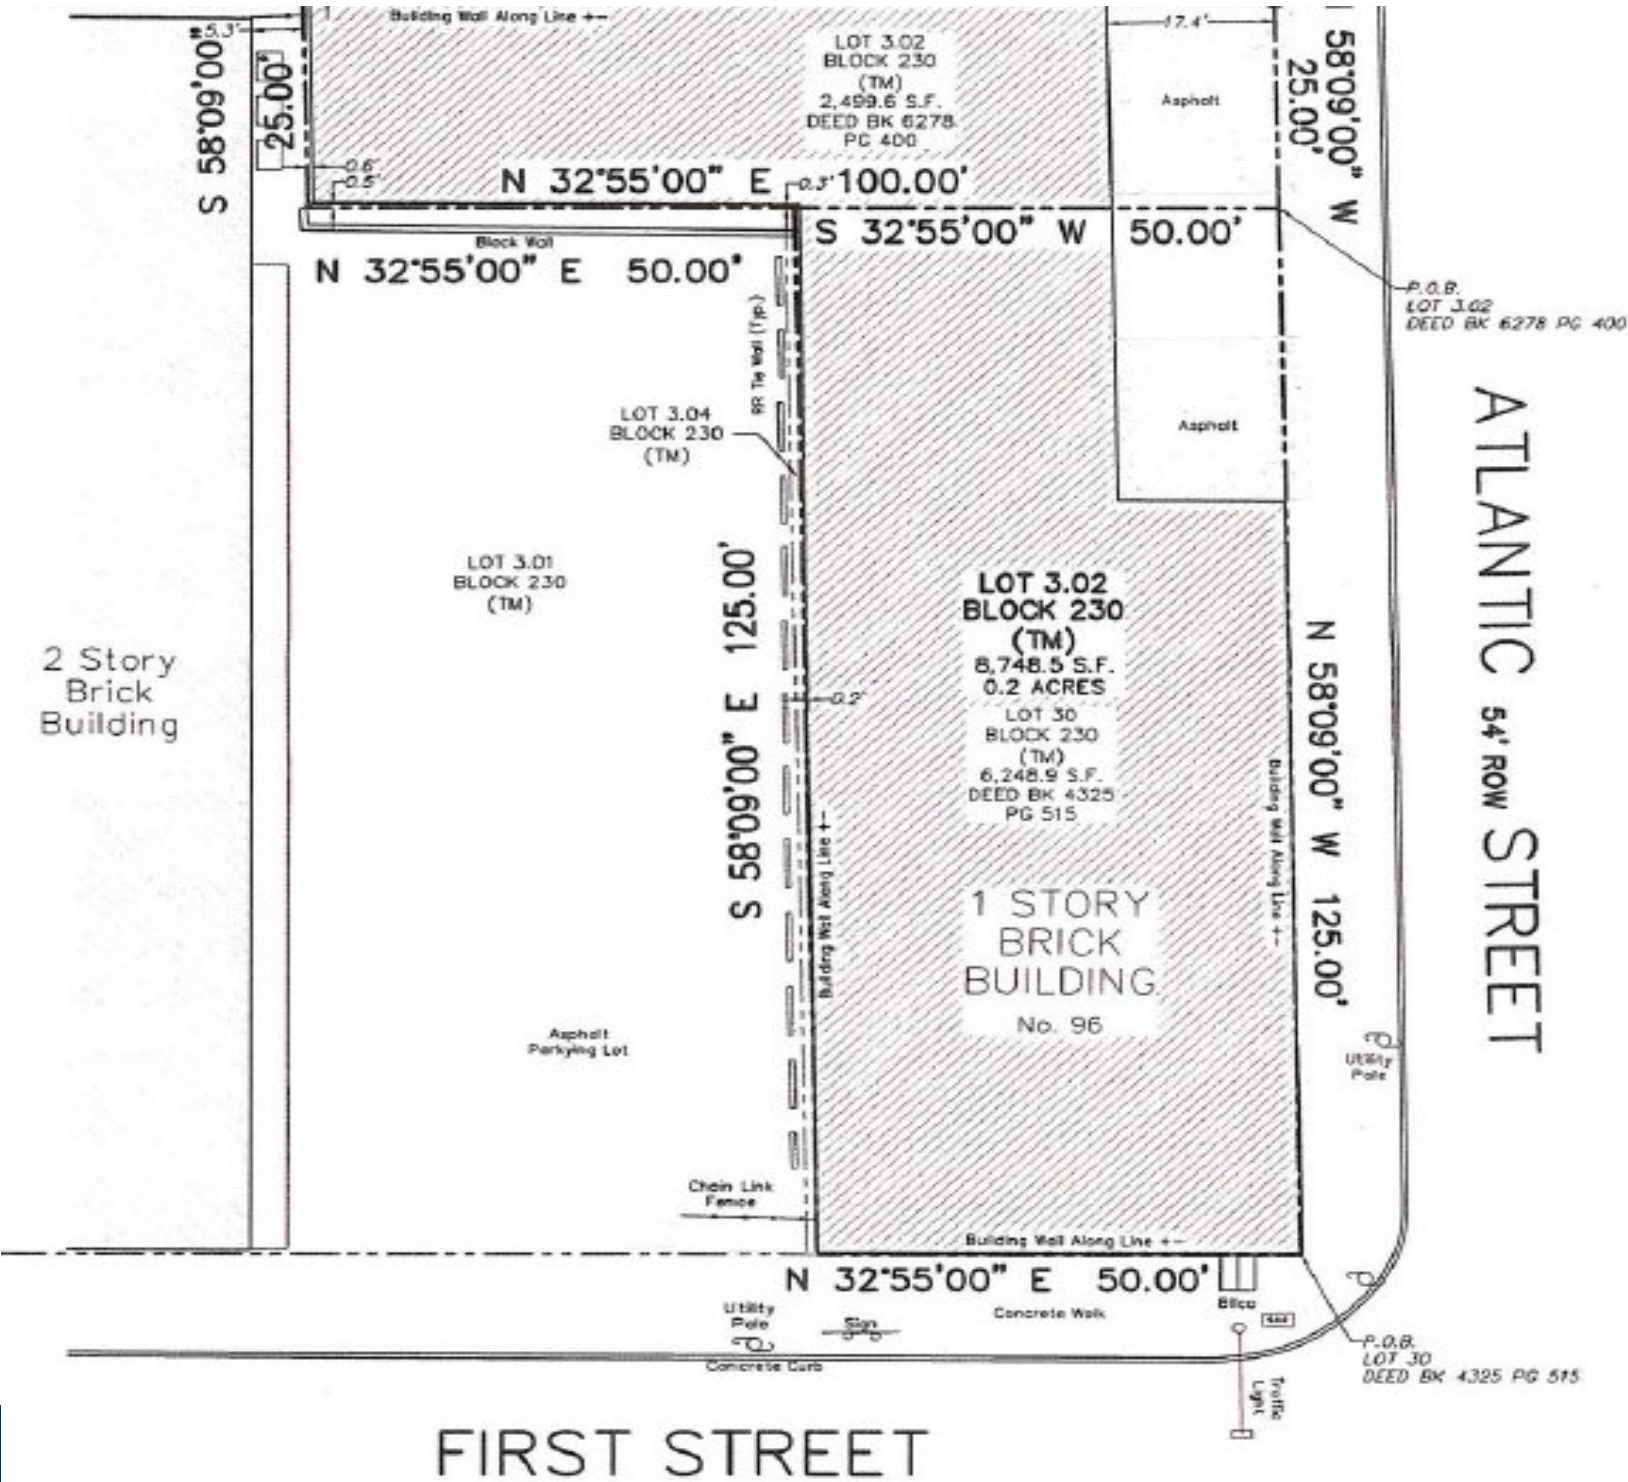 Building Wall Along Line +-
5.3'
17.4'
S 58°09'00"
25.00'
LOT 3.02
BLOCK 230
(TM)
2,499.6 S.F.
DEED BK 6278
PG 400
Asphalt
58°09'00" W
25.00'
0.6'
0.5'
N 32°55'00" E
0.3'
100.00'
S 32°55'00" W 50.00'
Block Wall
N 32°55'00" E 50.00'
P.O.B.
LOT 3.02
DEED BK 6278 PG 400
RR Tie Wall (Typ.)
LOT 3.04
BLOCK 230
(TM)
Asphalt
LOT 3.01
BLOCK 230
(TM)
S 58°09'00" E 125.00'
LOT 3.02
BLOCK 230
(TM)
8,748.5 S.F.
0.2 ACRES
LOT 30
BLOCK 230
(TM)
6,248.9 S.F.
DEED BK 4325
PG 515
0.2'
2 Story
Brick
Building
N 58°09'00" W 125.00'
ATLANTIC 54' ROW STREET
Building Wall Along Line +-
Building Wall Along Line +-
1 STORY
BRICK
BUILDING
No. 96
Asphalt
Parkying Lot
Utility
Pole
Chain Link
Fence
Building Wall Along Line +-
N 32°55'00" E 50.00'
Bilco
Concrete Walk
Utility
Pole
Sign
Concrete Curb
P.O.B.
LOT 30
DEED BK 4325 PG 515
Traffic
Light
FIRST STREET